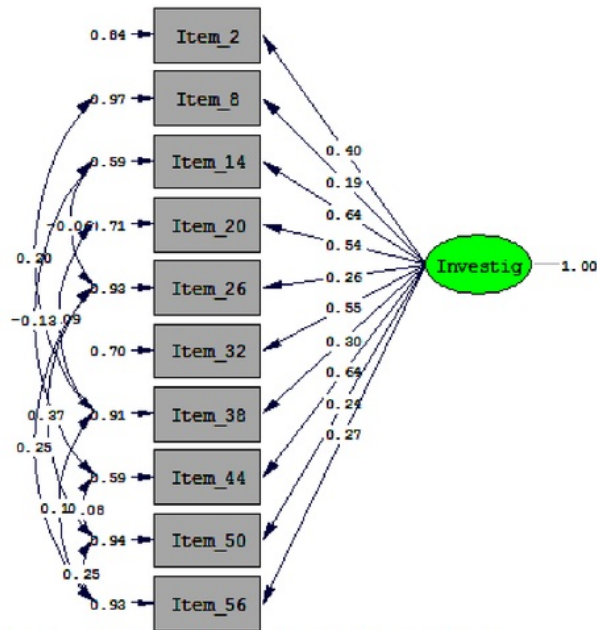 0.84 Item_2
0.97 Item_8
0.40
0.59 Item_14
0.19
0.64
-0.06 0.71 Item_20
0.54
0.20
0.93 Item_26
0.26
Investig 1.00
-0.13 .09
0.55
0.70 Item_32
0.30
0.64
0.37
0.91 Item_38
0.24
0.25
0.27
0.59 Item_44
0.10 .08
0.94 Item_50
0.25
0.93 Item_56